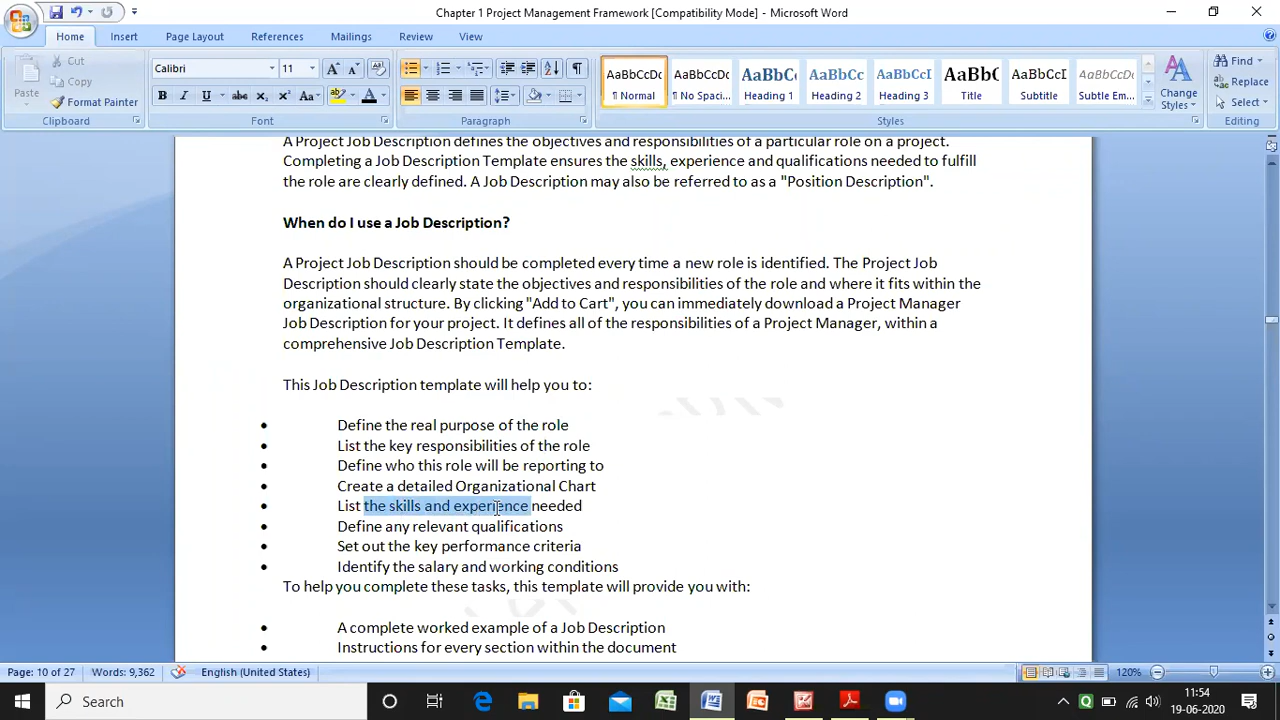 Chapter 1 Project Management Framework [Compatibility Mode] - Microsoft Word
Home Insert Page Layout References Mailings Review View
Cut
Copy
Format Painter
Paste
Clipboard
Calibri 11
Font
Paragraph
AaBbCcDc AaBbCcDc AaBbC AaBbCc AaBbCcI AaBbC AaBbCcI AaBbCcDc
¶ Normal ¶ No Spaci... Heading 1 Heading 2 Heading 3 Title Subtitle Subtle Em...
Change Styles
Styles
Find
Replace
Select
Editing
A Project Job Description defines the objectives and responsibilities of a particular role on a project.
Completing a Job Description Template ensures the skills, experience and qualifications needed to fulfill
the role are clearly defined. A Job Description may also be referred to as a "Position Description".
When do I use a Job Description?
A Project Job Description should be completed every time a new role is identified. The Project Job
Description should clearly state the objectives and responsibilities of the role and where it fits within the
organizational structure. By clicking "Add to Cart", you can immediately download a Project Manager
Job Description for your project. It defines all of the responsibilities of a Project Manager, within a
comprehensive Job Description Template.
This Job Description template will help you to:
• Define the real purpose of the role
• List the key responsibilities of the role
• Define who this role will be reporting to
• Create a detailed Organizational Chart
• List the skills and experience needed
• Define any relevant qualifications
• Set out the key performance criteria
• Identify the salary and working conditions
To help you complete these tasks, this template will provide you with:
• A complete worked example of a Job Description
• Instructions for every section within the document
Page: 10 of 27 Words: 9,362 English (United States) 120%
Search
11:54
19-06-2020